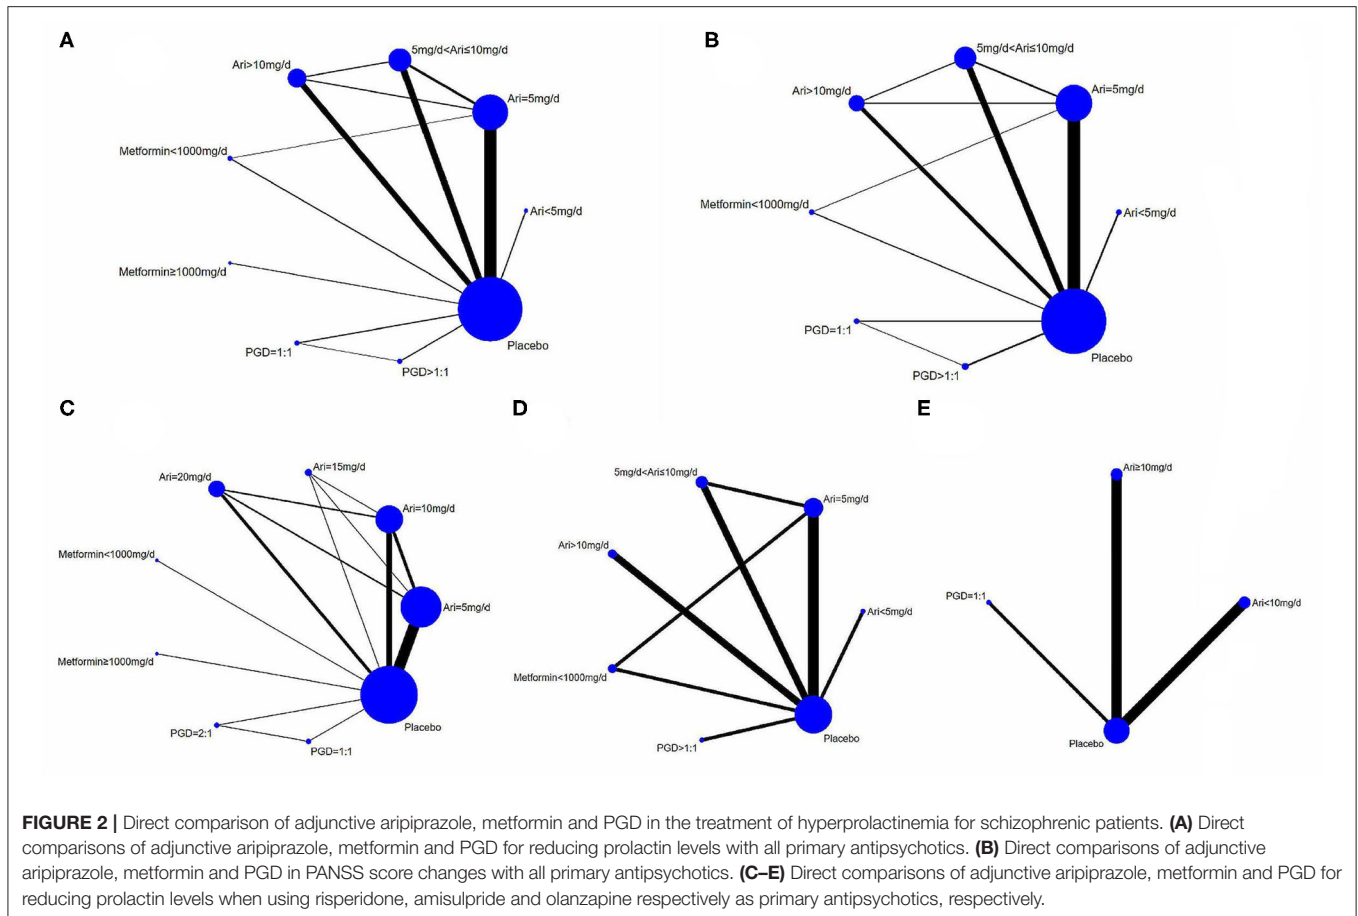 A
5mg/d<Ari≤10mg/d
Ari>10mg/d
Ari=5mg/d
Metformin<1000mg/d
Ari<5mg/d
Metformin≥1000mg/d
PGD=1:1
Placebo
PGD>1:1
B
5mg/d<Ari≤10mg/d
Ari>10mg/d
Ari=5mg/d
Metformin<1000mg/d
Ari<5mg/d
PGD=1:1
Placebo
PGD>1:1
C
Ari=15mg/d
Ari=20mg/d
Ari=10mg/d
Metformin<1000mg/d
Ari=5mg/d
Metformin≥1000mg/d
Placebo
PGD=2:1
PGD=1:1
D
5mg/d<Ari≤10mg/d
Ari=5mg/d
Ari>10mg/d
Ari<5mg/d
Metformin<1000mg/d
Placebo
PGD>1:1
E
Ari≥10mg/d
PGD=1:1
Ari<10mg/d
Placebo
FIGURE 2 | Direct comparison of adjunctive aripiprazole, metformin and PGD in the treatment of hyperprolactinemia for schizophrenic patients. (A) Direct
comparisons of adjunctive aripiprazole, metformin and PGD for reducing prolactin levels with all primary antipsychotics. (B) Direct comparisons of adjunctive
aripiprazole, metformin and PGD in PANSS score changes with all primary antipsychotics. (C–E) Direct comparisons of adjunctive aripiprazole, metformin and PGD for
reducing prolactin levels when using risperidone, amisulpride and olanzapine respectively as primary antipsychotics, respectively.